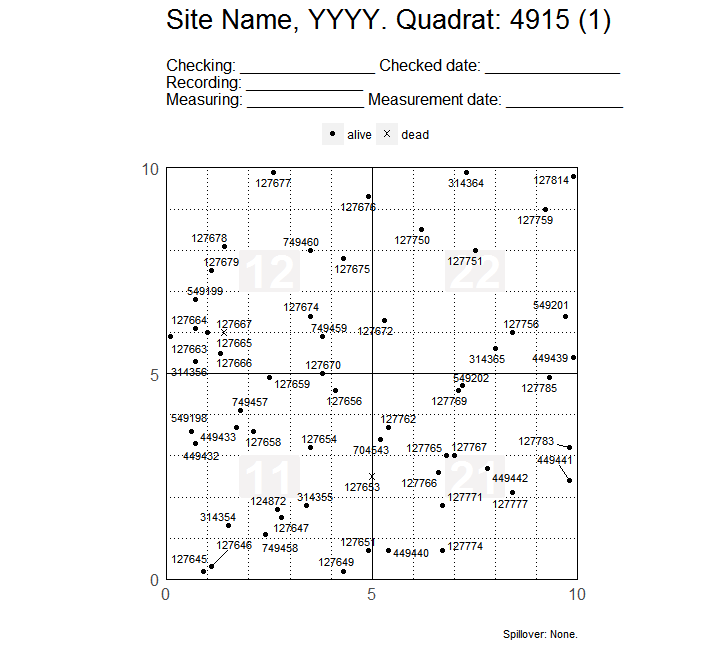 Site Name, YYYY. Quadrat: 4915 (1)
Checking: _______________ Checked date: _______________
Recording: _____________
Measuring: _____________ Measurement date: _____________
alive dead
10
127677 314364 127814
127676 127759
127678 749460 127750
127679 12 127675 127751 22
549199 549201
127674
127664 127667 749459 127672 127756
127663 127665 314365 449439
314356 127666 127670
5 127659 549202 127785
749457 127656 127769
549198 127762
449433 127658 127654 704543 127765 127767 127783
449432 449441
11 127653 127766 21 449442
124872 314355 127771 127777
314354 127647
127646 749458 127651 127774
127645 127649 449440
0
0 5 10
Spillover: None.